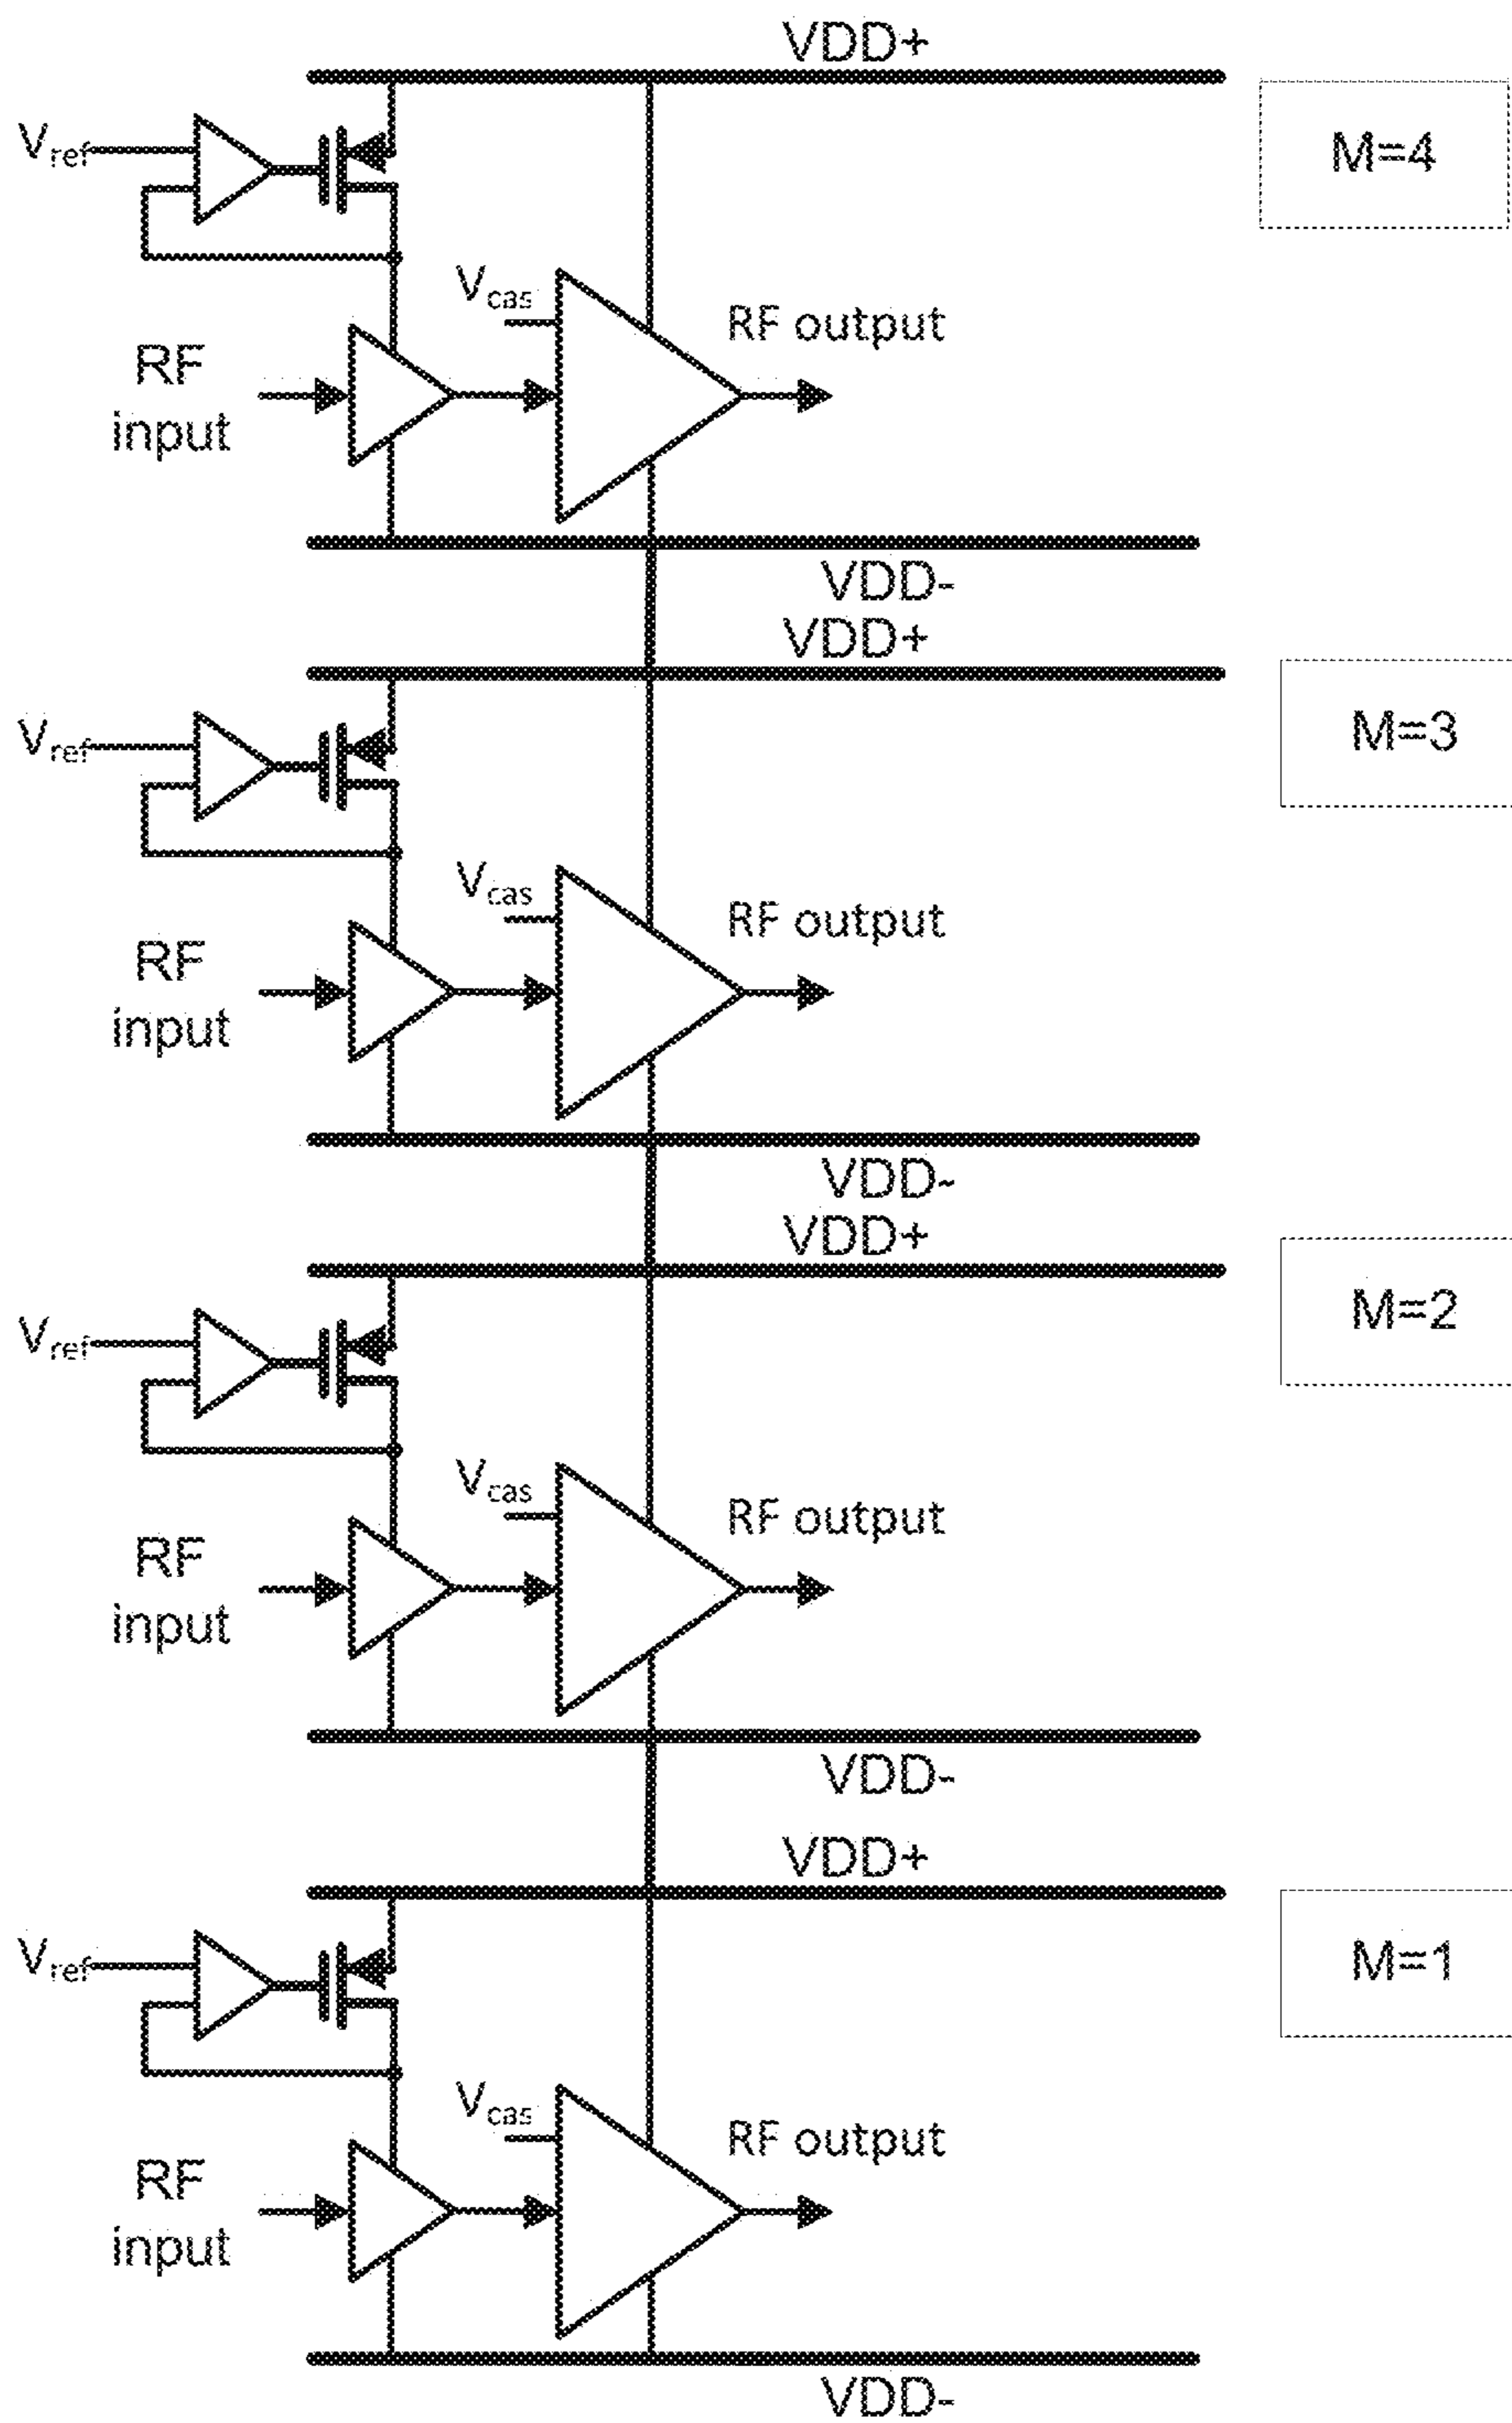 VDD+
M=4
Vref
Vcas
RF output
RF
input
VDD-
VDD+
M=3
Vref
Vcas
RF output
RF
input
VDD-
VDD+
M=2
Vref
Vcas
RF output
RF
input
VDD-
VDD+
M=1
Vref
Vcas
RF output
RF
input
VDD-